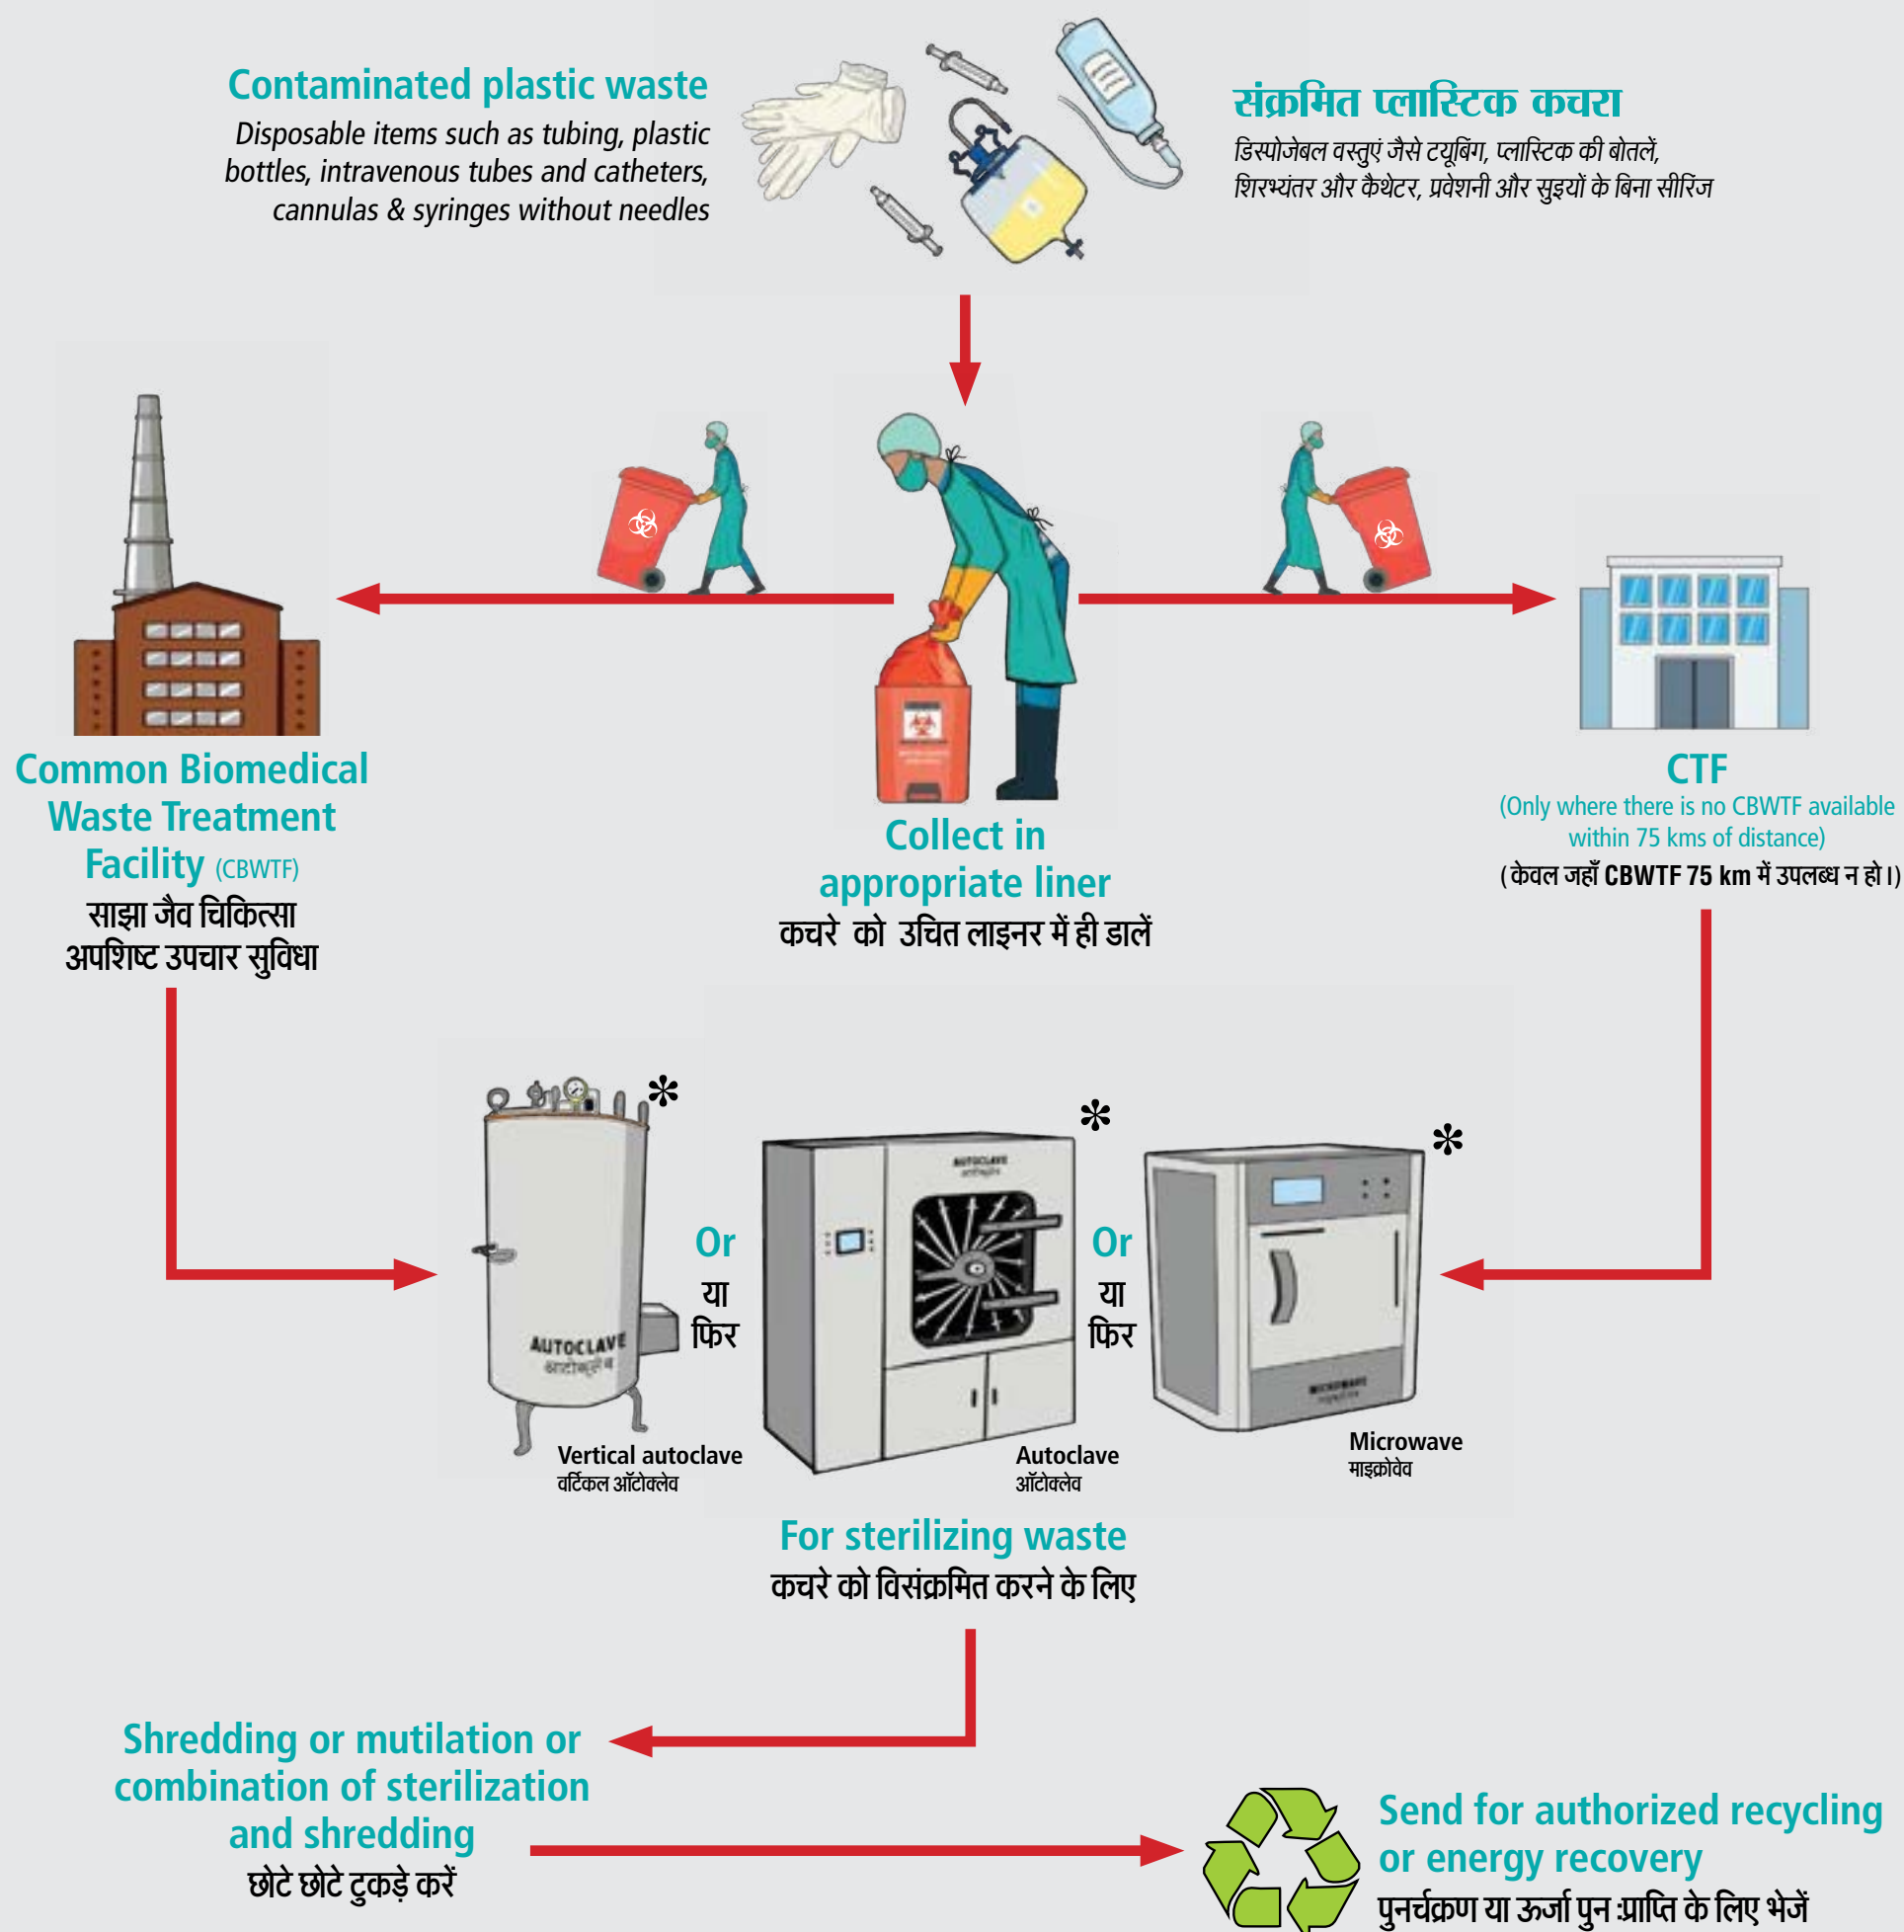 Contaminated plastic waste
Disposable items such as tubing, plastic
bottles, intravenous tubes and catheters,
cannulas & syringes without needles
संक्रमित प्लास्टिक कचरा
डिस्पोजेबल वस्तुएं जैसे टयूबिंग, प्लास्टिक की बोतलें,
शिरभ्यंतर और कैथेटर, प्रवेशनी और सुइयों के बिना सीरिंज
Common Biomedical
Waste Treatment
Facility (CBWTF)
साझा जैव चिकित्सा
अपशिष्ट उपचार सुविधा
Collect in
appropriate liner
कचरे को उचित लाइनर में ही डालें
CTF
(Only where there is no CBWTF available
within 75 kms of distance)
(केवल जहाँ CBWTF 75 km में उपलब्ध न हो।)
*
AUTOCLAVE
Vertical autoclave
वर्टिकल ऑटोक्लेव
Or
या
फिर
*
AUTOCLAVE
Autoclave
ऑटोक्लेव
Or
या
फिर
*
MICROWAVE
Microwave
माइक्रोवेव
For sterilizing waste
कचरे को विसंक्रमित करने के लिए
Shredding or mutilation or
combination of sterilization
and shredding
छोटे छोटे टुकड़े करें
Send for authorized recycling
or energy recovery
पुनर्चक्रण या ऊर्जा पुन :प्राप्ति के लिए भेजें